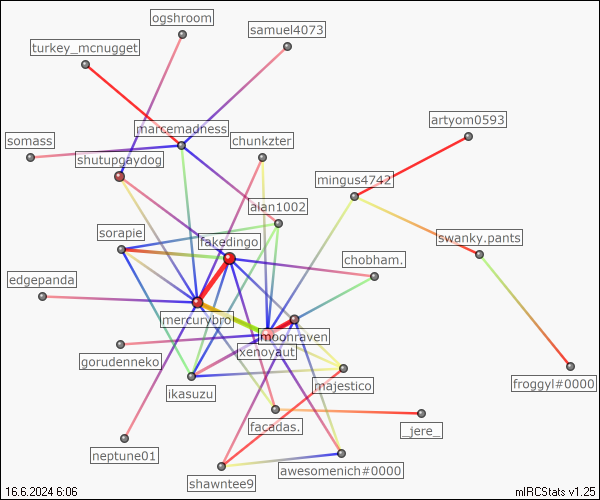 ogshroom
samuel4073
turkey_mcnugget
artyom0593
marcemadness
somass
chunkzter
shutupgaydog
mingus4742
alan1002
sorapie
fakedingo
swanky.pants
chobham.
edgepanda
mercurybro
moonraven
xenoyaut
gorudenneko
majestico
froggyl#0000
ikasuzu
facadas.
_jere_
neptune01
awesomenich#0000
shawntee9
16.6.2024 6:06
mIRCStats v1.25